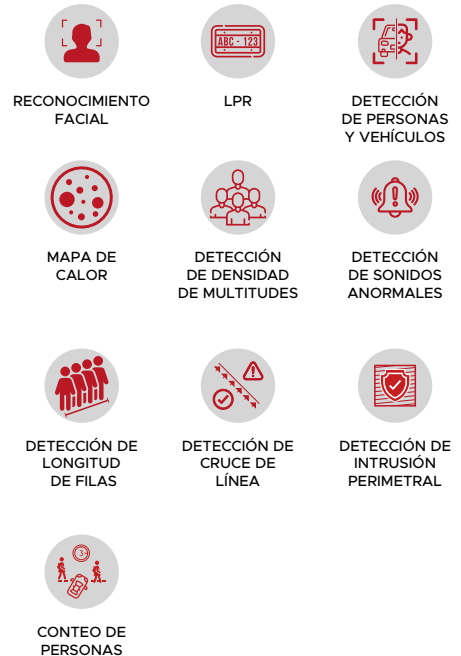 RECONOCIMIENTO
FACIAL
ABC - 123
LPR
DETECCIÓN
DE PERSONAS
Y VEHÍCULOS
MAPA DE
CALOR
DETECCIÓN
DE DENSIDAD
DE MULTITUDES
DETECCIÓN
DE SONIDOS
ANORMALES
DETECCIÓN DE
LONGITUD
DE FILAS
DETECCIÓN DE
CRUCE DE
LÍNEA
DETECCIÓN DE
INTRUSIÓN
PERIMETRAL
3
CONTEO DE
PERSONAS